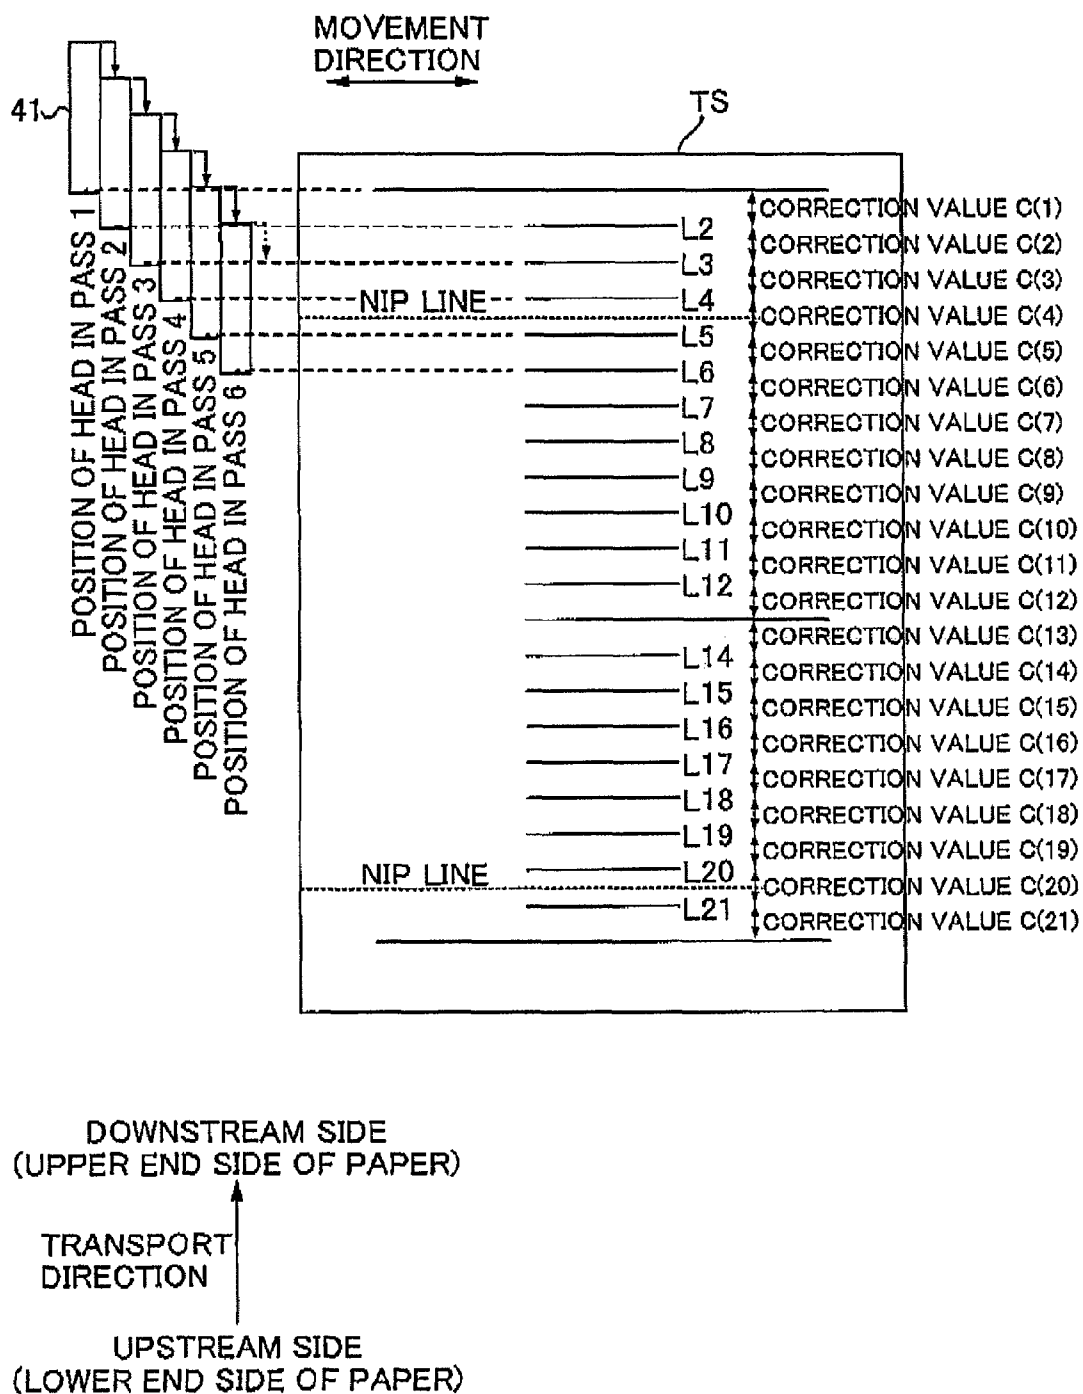 MOVEMENT
DIRECTION
41
TS
CORRECTION VALUE C(1)
L2
CORRECTION VALUE C(2)
L3
CORRECTION VALUE C(3)
NIP LINE
L4
CORRECTION VALUE C(4)
L5
CORRECTION VALUE C(5)
L6
CORRECTION VALUE C(6)
L7
CORRECTION VALUE C(7)
L8
CORRECTION VALUE C(8)
L9
CORRECTION VALUE C(9)
L10
CORRECTION VALUE C(10)
L11
CORRECTION VALUE C(11)
L12
CORRECTION VALUE C(12)
CORRECTION VALUE C(13)
L14
CORRECTION VALUE C(14)
L15
CORRECTION VALUE C(15)
L16
CORRECTION VALUE C(16)
L17
CORRECTION VALUE C(17)
L18
CORRECTION VALUE C(18)
L19
CORRECTION VALUE C(19)
NIP LINE
L20
CORRECTION VALUE C(20)
L21
CORRECTION VALUE C(21)
POSITION OF HEAD IN PASS 1
POSITION OF HEAD IN PASS 2
POSITION OF HEAD IN PASS 3
POSITION OF HEAD IN PASS 4
POSITION OF HEAD IN PASS 5
POSITION OF HEAD IN PASS 6
DOWNSTREAM SIDE
(UPPER END SIDE OF PAPER)
TRANSPORT
DIRECTION
UPSTREAM SIDE
(LOWER END SIDE OF PAPER)